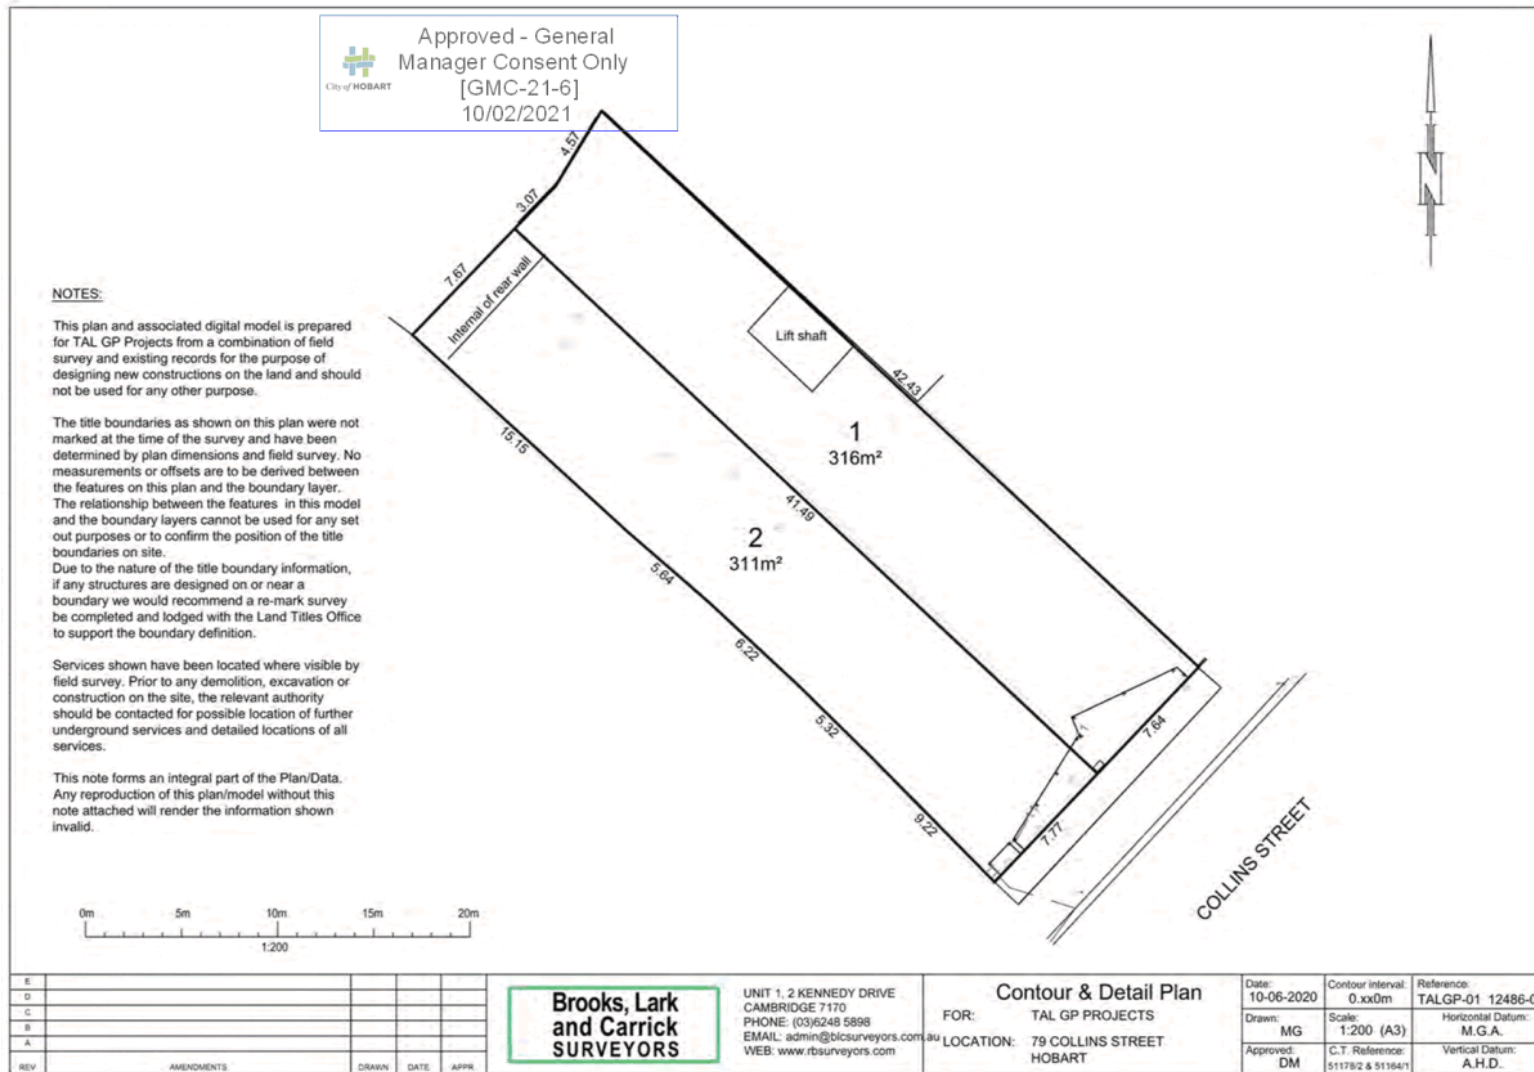 Approved - General
Manager Consent Only
[GMC-21-6]
10/02/2021
City of HOBART
N
4.57
3.07
7.67
Internal of rear wall
Lift shaft
42.43
1
316m²
15.15
41.49
2
311m²
5.64
6.22
5.32
9.22
7.64
7.77
COLLINS STREET
NOTES:
This plan and associated digital model is prepared
for TAL GP Projects from a combination of field
survey and existing records for the purpose of
designing new constructions on the land and should
not be used for any other purpose.
The title boundaries as shown on this plan were not
marked at the time of the survey and have been
determined by plan dimensions and field survey. No
measurements or offsets are to be derived between
the features on this plan and the boundary layer.
The relationship between the features in this model
and the boundary layers cannot be used for any set
out purposes or to confirm the position of the title
boundaries on site.
Due to the nature of the title boundary information,
if any structures are designed on or near a
boundary we would recommend a re-mark survey
be completed and lodged with the Land Titles Office
to support the boundary definition.
Services shown have been located where visible by
field survey. Prior to any demolition, excavation or
construction on the site, the relevant authority
should be contacted for possible location of further
underground services and detailed locations of all
services.
This note forms an integral part of the Plan/Data.
Any reproduction of this plan/model without this
note attached will render the information shown
invalid.
0m 5m 10m 15m 20m
1:200
E
D
C
B
A
REV AMENDMENTS DRAWN DATE APPR.
Brooks, Lark
and Carrick
SURVEYORS
UNIT 1, 2 KENNEDY DRIVE
CAMBRIDGE 7170
PHONE: (03)6248 5898
EMAIL: admin@blcsurveyors.com.au
WEB: www.rbsurveyors.com
Contour & Detail Plan
FOR: TAL GP PROJECTS
LOCATION: 79 COLLINS STREET
HOBART
Date:
10-06-2020
Contour interval:
0.xx0m
Reference:
TALGP-01 12486-0
Drawn:
MG
Scale:
1:200 (A3)
Horizontal Datum:
M.G.A.
Approved:
DM
C.T. Reference:
51178/2 & 51164/1
Vertical Datum:
A.H.D.